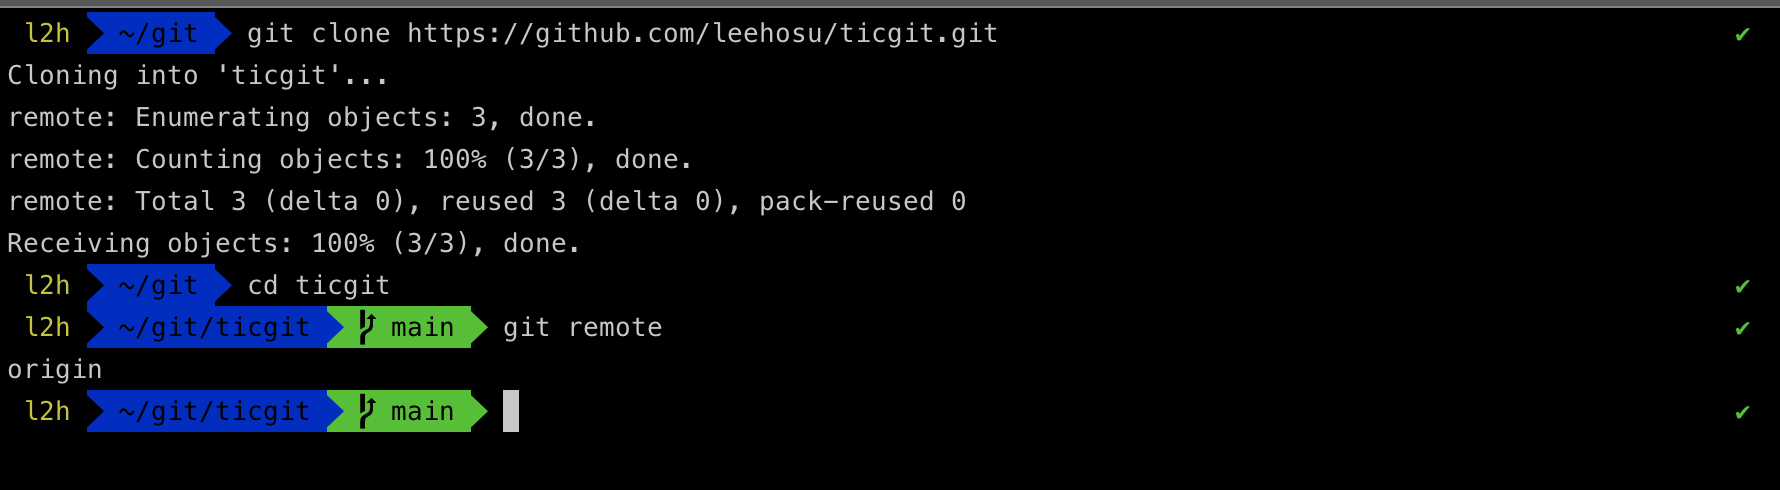 l2h ~/git git clone https://github.com/leehosu/ticgit.git ✔
Cloning into 'ticgit'...
remote: Enumerating objects: 3, done.
remote: Counting objects: 100% (3/3), done.
remote: Total 3 (delta 0), reused 3 (delta 0), pack-reused 0
Receiving objects: 100% (3/3), done.
l2h ~/git cd ticgit ✔
l2h ~/git/ticgit main git remote ✔
origin
l2h ~/git/ticgit main ✔